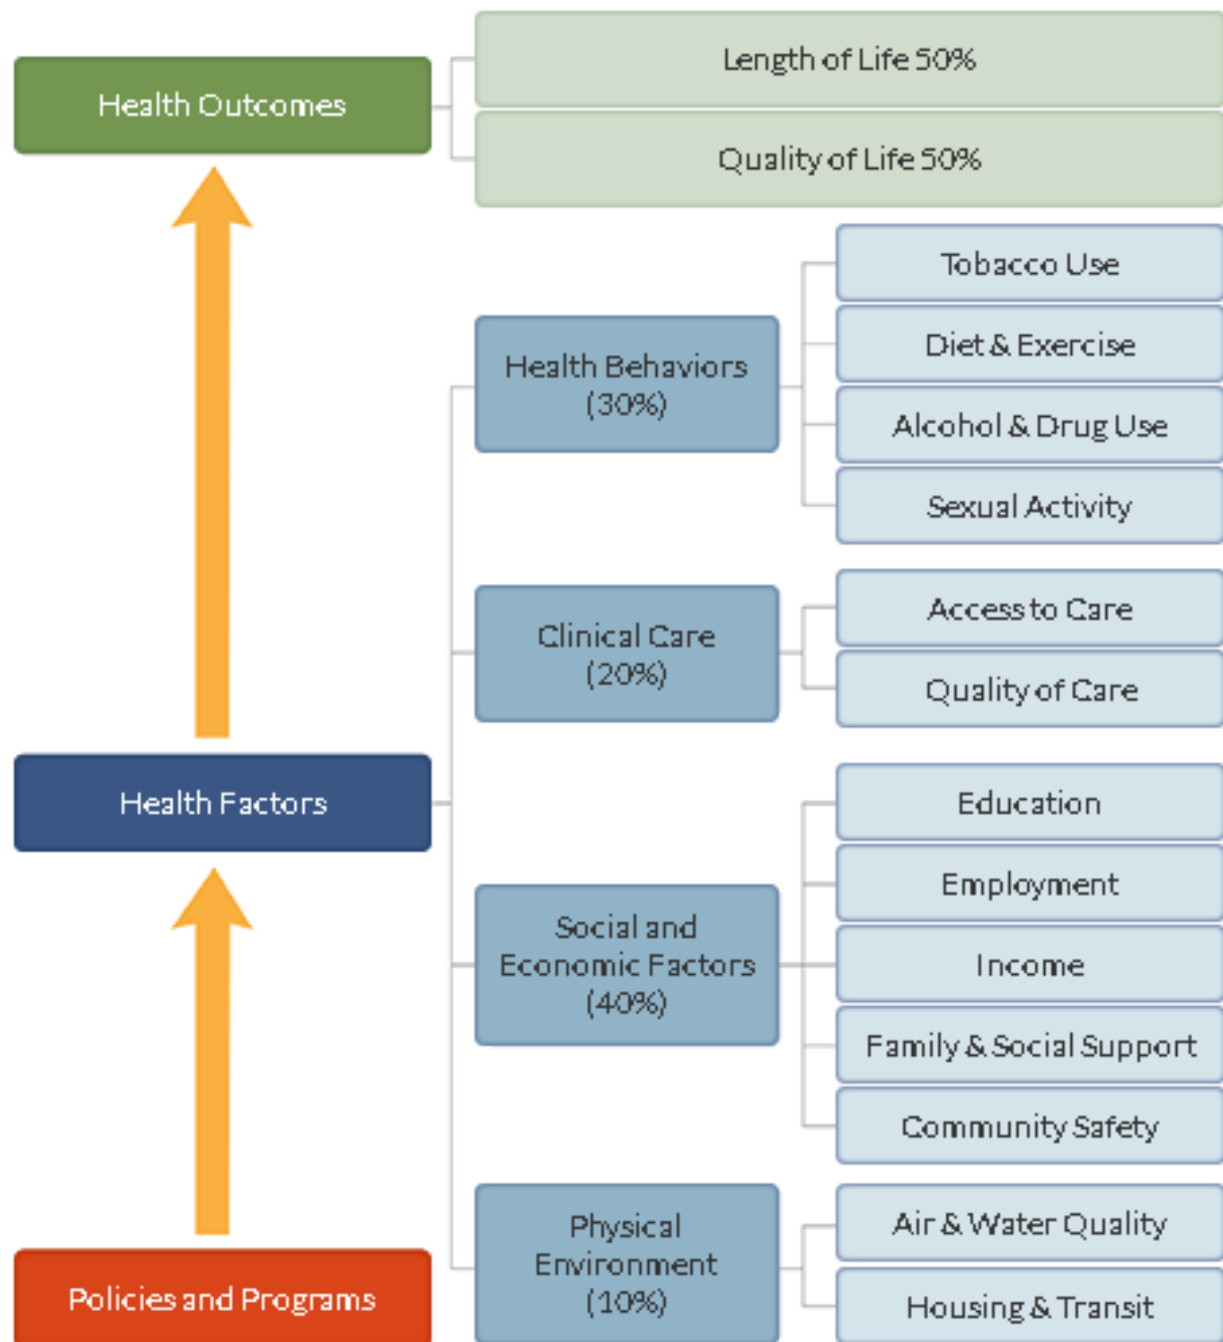 Health Outcomes
Length of Life 50%
Quality of Life 50%
Health Factors
Health Behaviors
(30%)
Tobacco Use
Diet & Exercise
Alcohol & Drug Use
Sexual Activity
Clinical Care
(20%)
Access to Care
Quality of Care
Social and
Economic Factors
(40%)
Education
Employment
Income
Family & Social Support
Community Safety
Physical
Environment
(10%)
Air & Water Quality
Housing & Transit
Policies and Programs